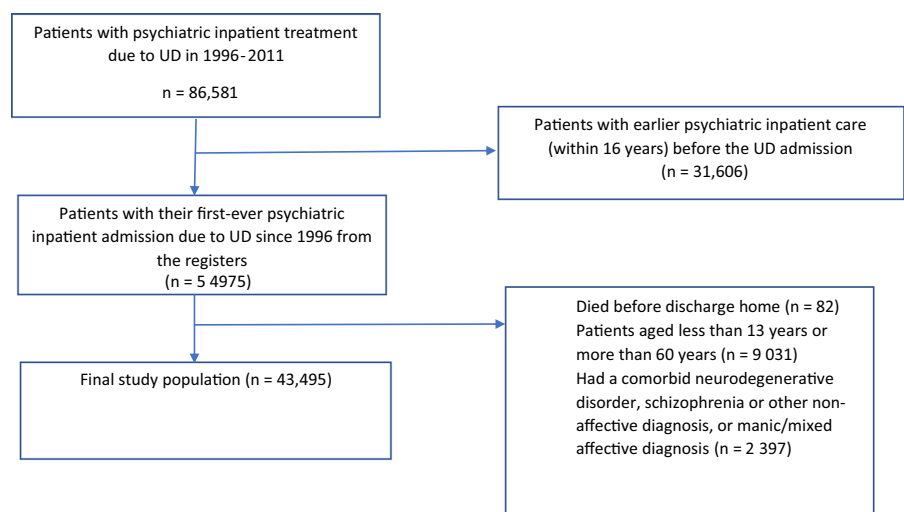 Patients with psychiatric inpatient treatment
due to UD in 1996-2011
n = 86,581
Patients with earlier psychiatric inpatient care
(within 16 years) before the UD admission
(n = 31,606)
Patients with their first-ever psychiatric
inpatient admission due to UD since 1996 from
the registers
(n = 5 4975)
Died before discharge home (n = 82)
Patients aged less than 13 years or
more than 60 years (n = 9 031)
Had a comorbid neurodegenerative
disorder, schizophrenia or other non-
affective diagnosis, or manic/mixed
affective diagnosis (n = 2 397)
Final study population (n = 43,495)